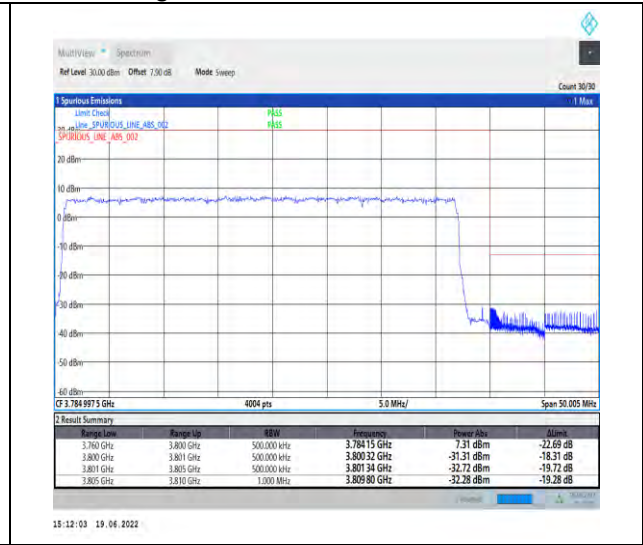 MultiView Spectrum
Ref Level 30.00 dBm Offset 7.90 dB Mode Sweep
Count 30/30
1 Spurious Emissions 1 Max
Limit Check PASS
Line _SPURIOUS_LINE_ABS_002 PASS
_SPURIOUS_LINE_ABS_002
20 dBm
10 dBm
0 dBm
-10 dBm
-20 dBm
-30 dBm
-40 dBm
-50 dBm
-60 dBm
CF 3.784 997 5 GHz 4004 pts 5.0 MHz/ Span 50.005 MHz
2 Result Summary
Range Low Range Up RBW Frequency Power Abs ΔLimit
3.760 GHz 3.800 GHz 500.000 kHz 3.784 15 GHz 7.31 dBm -22.69 dB
3.800 GHz 3.801 GHz 500.000 kHz 3.800 32 GHz -31.31 dBm -18.31 dB
3.801 GHz 3.805 GHz 500.000 kHz 3.801 34 GHz -32.72 dBm -19.72 dB
3.805 GHz 3.810 GHz 1.000 MHz 3.809 80 GHz -32.28 dBm -19.28 dB
15:12:03 19.06.2022